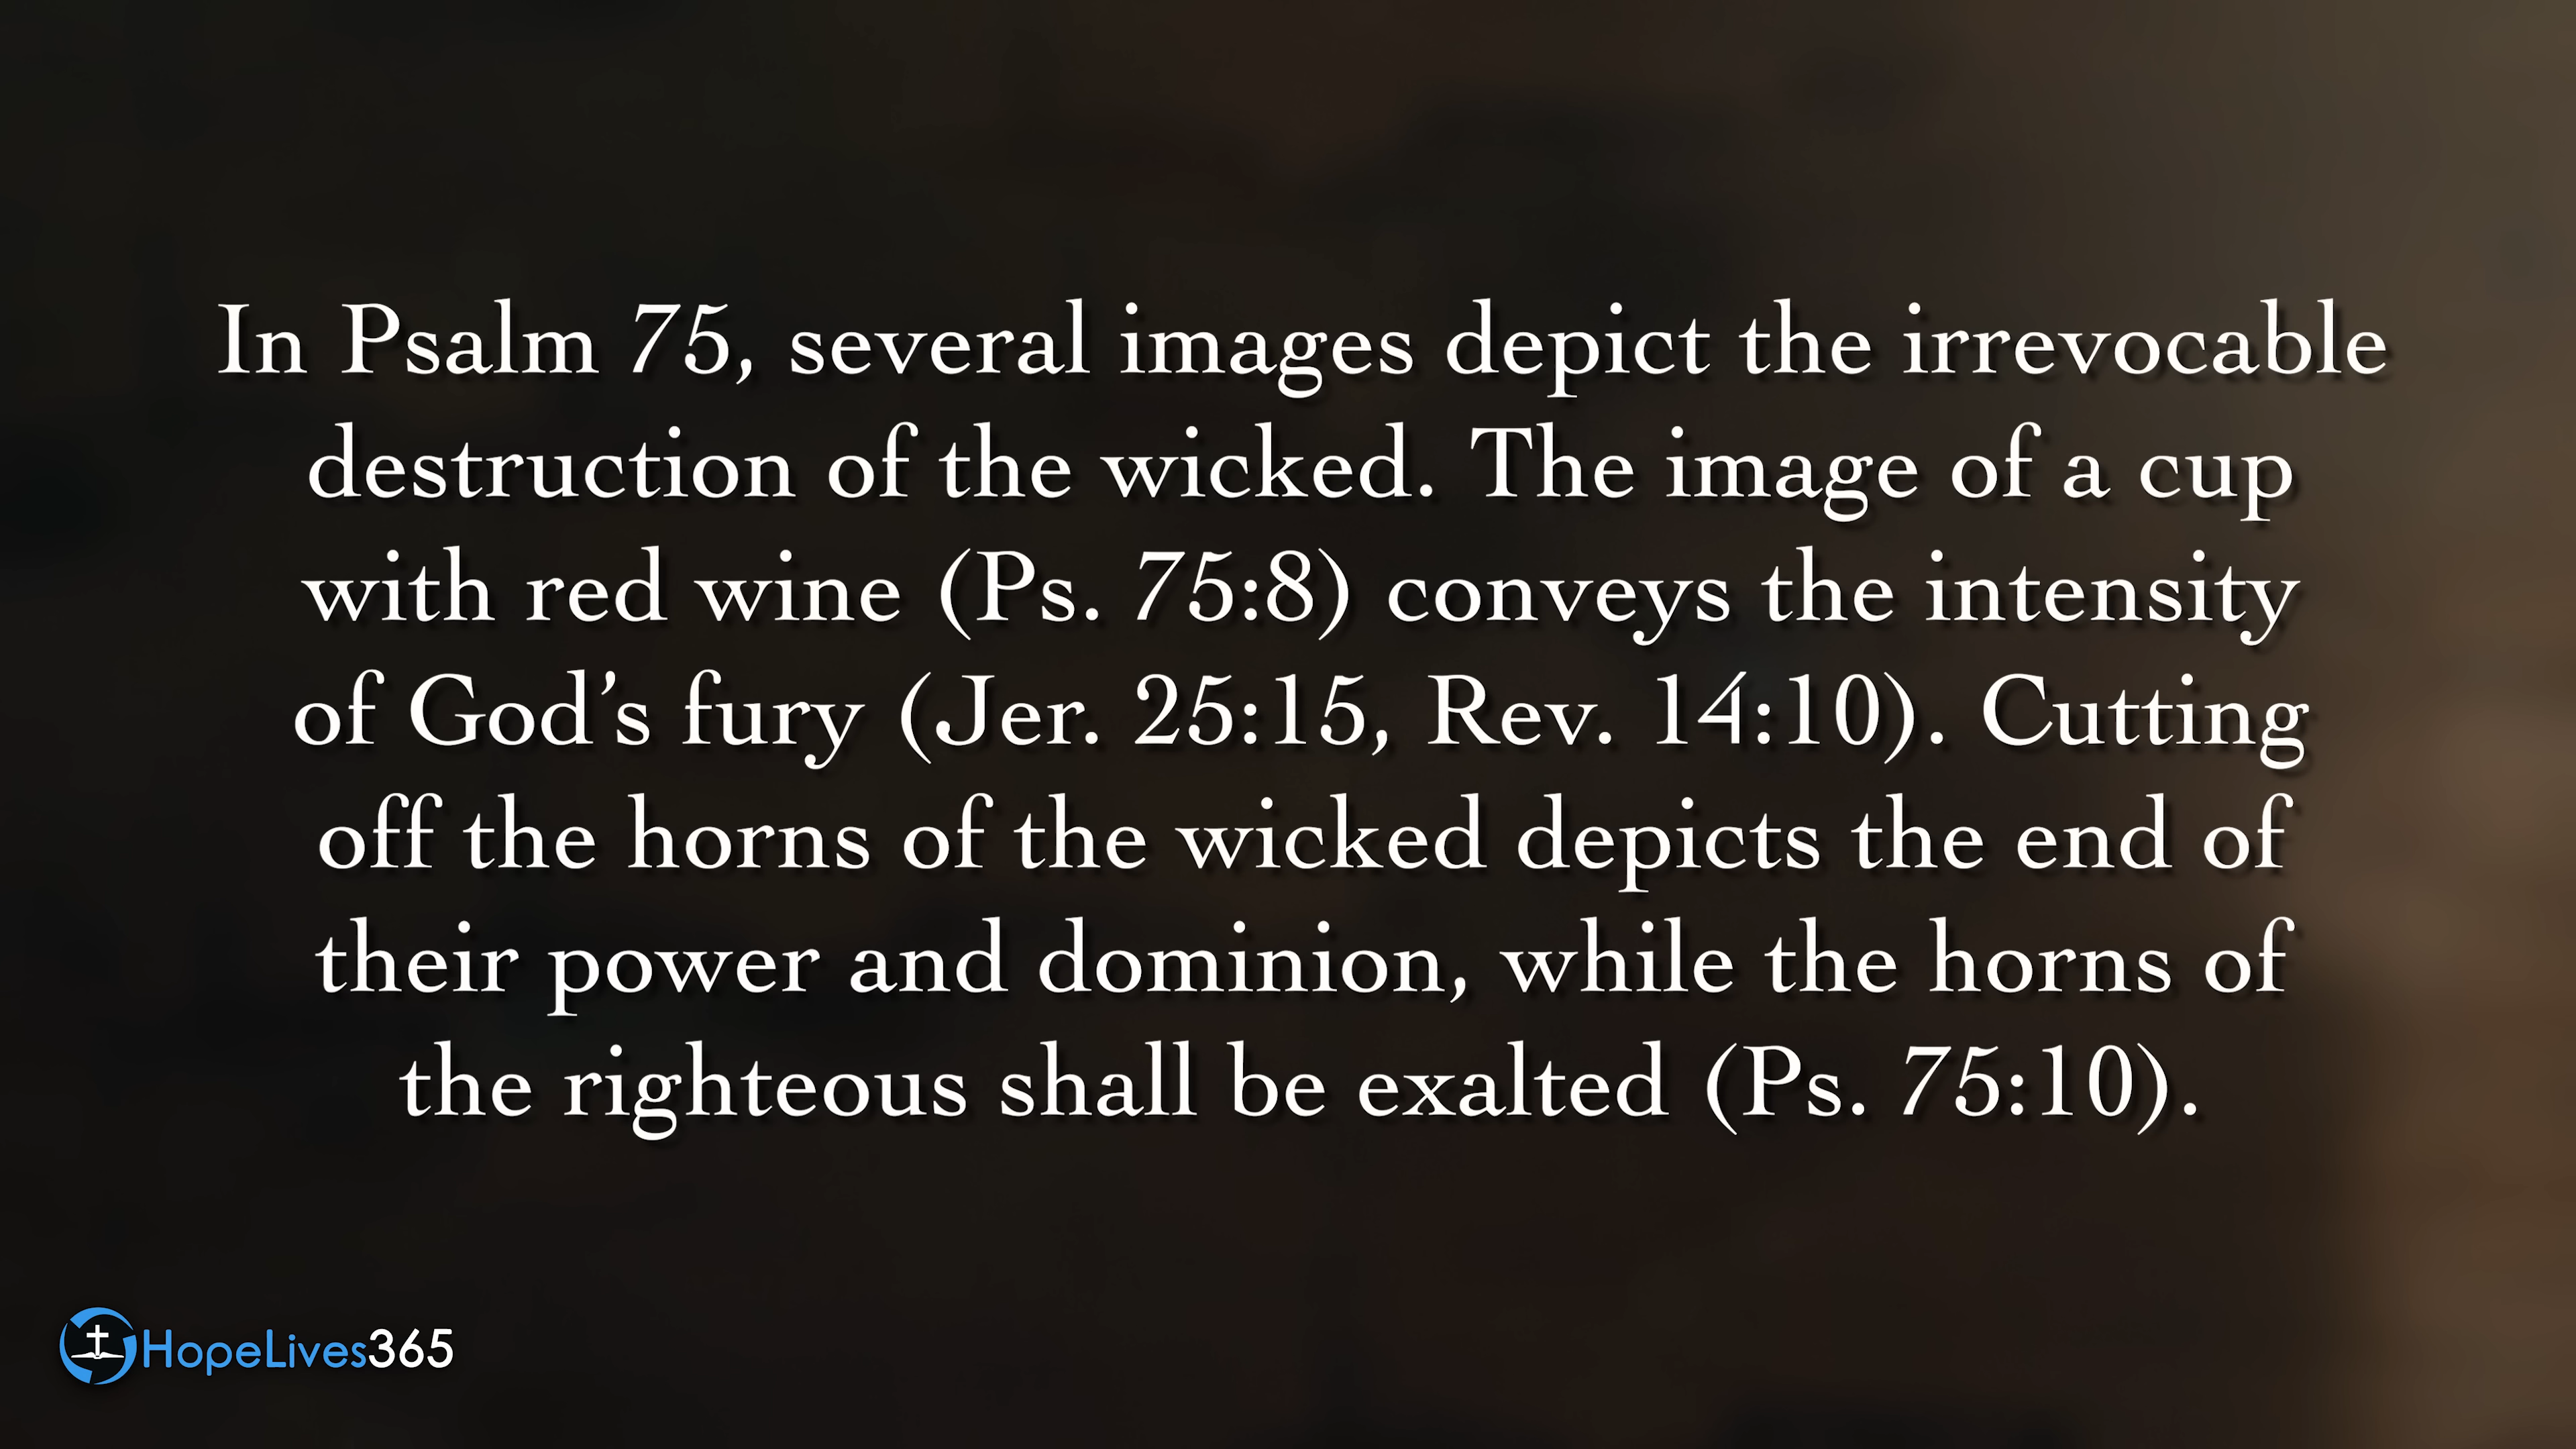 In Psalm 75, several images depict the irrevocable
destruction of the wicked. The image of a cup
with red wine (Ps. 75:8) conveys the intensity
of God’s fury (Jer. 25:15, Rev. 14:10). Cutting
off the horns of the wicked depicts the end of
their power and dominion, while the horns of
the righteous shall be exalted (Ps. 75:10).
HopeLives365